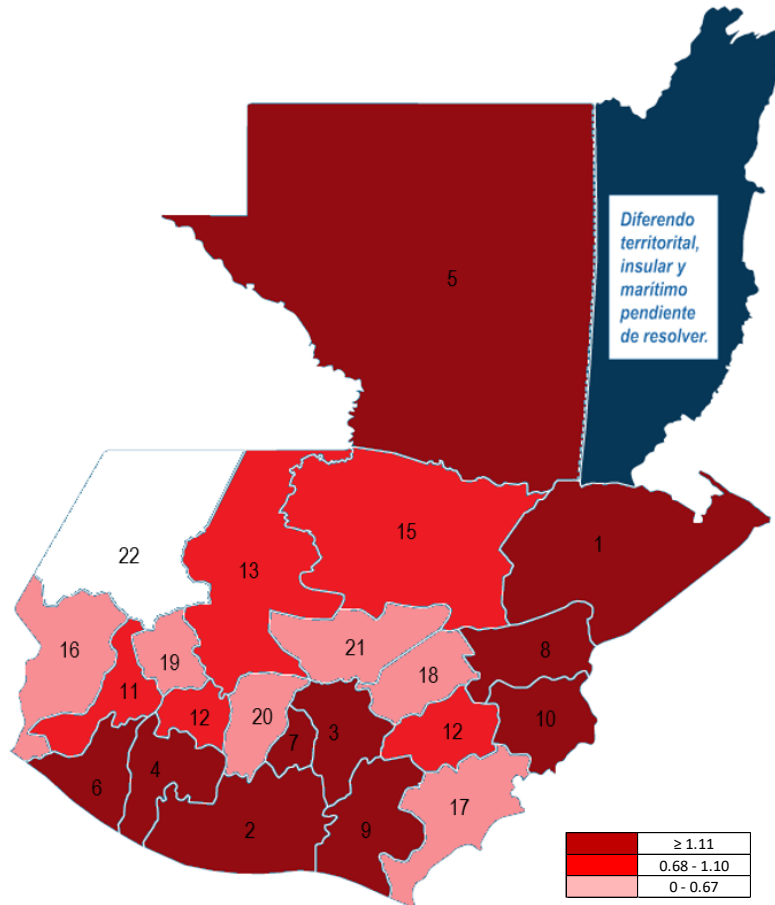 Diferendo
territorital,
insular y
marítimo
pendiente
de resolver.
5
1
15
22
13
16
21
8
19
18
11
10
20
12
12
3
7
4
6
17
2
9
≥ 1.11
0.68 - 1.10
0 - 0.67